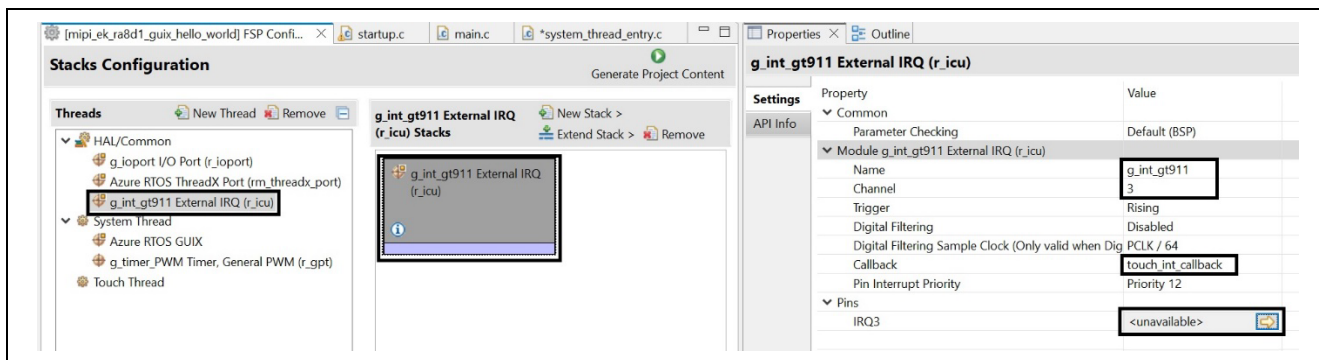 [mipi_ek_ra8d1_guix_hello_world] FSP Confi...
startup.c
main.c
*system_thread_entry.c
Stacks Configuration
Generate Project Content
Threads
New Thread
Remove
HAL/Common
g_ioport I/O Port (r_ioport)
Azure RTOS ThreadX Port (rm_threadx_port)
g_int_gt911 External IRQ (r_icu)
System Thread
Azure RTOS GUIX
g_timer_PWM Timer, General PWM (r_gpt)
Touch Thread
g_int_gt911 External IRQ
(r_icu) Stacks
New Stack >
Extend Stack >
Remove
g_int_gt911 External IRQ
(r_icu)
Properties
Outline
g_int_gt911 External IRQ (r_icu)
Settings
API Info
Property Value
Common
Parameter Checking Default (BSP)
Module g_int_gt911 External IRQ (r_icu)
Name g_int_gt911
Channel 3
Trigger Rising
Digital Filtering Disabled
Digital Filtering Sample Clock (Only valid when Dig PCLK / 64
Callback touch_int_callback
Pin Interrupt Priority Priority 12
Pins
IRQ3 <unavailable>